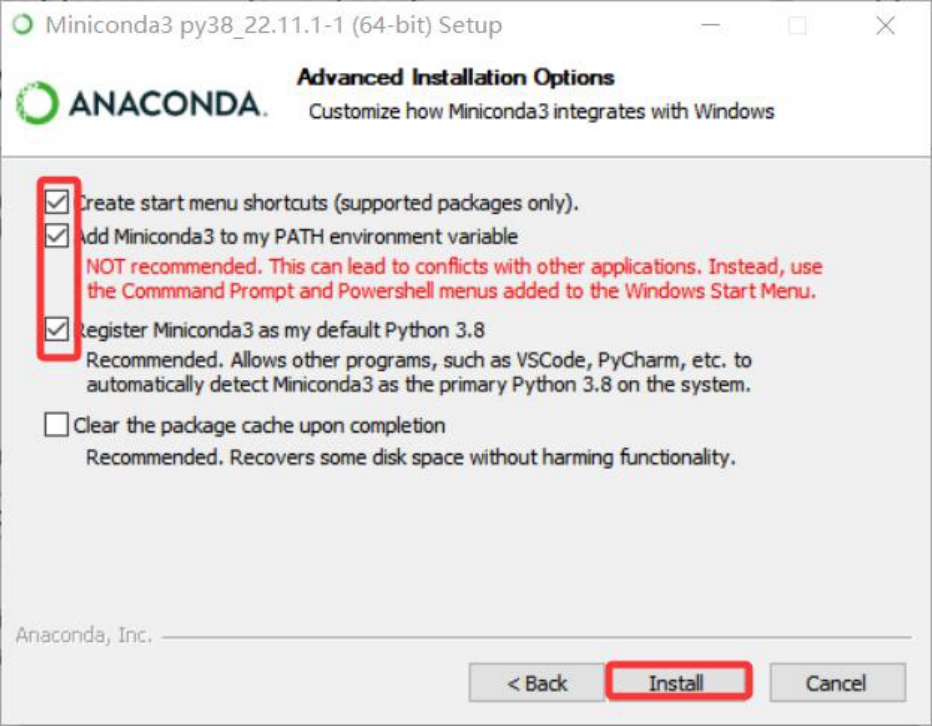 Miniconda3 py38_22.11.1-1 (64-bit) Setup
ANACONDA.
Advanced Installation Options
Customize how Miniconda3 integrates with Windows
Create start menu shortcuts (supported packages only).
Add Miniconda3 to my PATH environment variable
NOT recommended. This can lead to conflicts with other applications. Instead, use
the Commmand Prompt and Powershell menus added to the Windows Start Menu.
Register Miniconda3 as my default Python 3.8
Recommended. Allows other programs, such as VSCode, PyCharm, etc. to
automatically detect Miniconda3 as the primary Python 3.8 on the system.
Clear the package cache upon completion
Recommended. Recovers some disk space without harming functionality.
Anaconda, Inc.
< Back
Install
Cancel